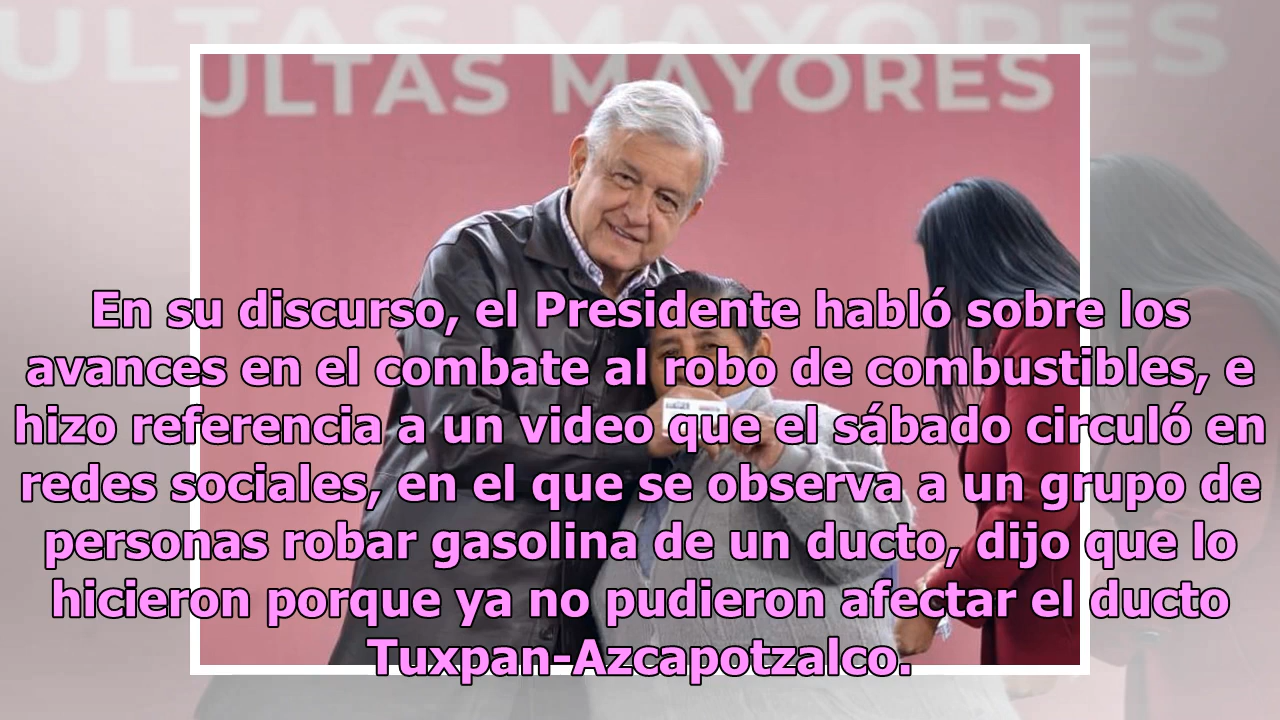 ULTAS MAYORES
ULTAS MAYORES
En su discurso, el Presidente habló sobre los
avances en el combate al robo de combustibles, e
hizo referencia a un video que el sábado circuló en
redes sociales, en el que se observa a un grupo de
personas robar gasolina de un ducto, dijo que lo
hicieron porque ya no pudieron afectar el ducto
Tuxpan-Azcapotzalco.